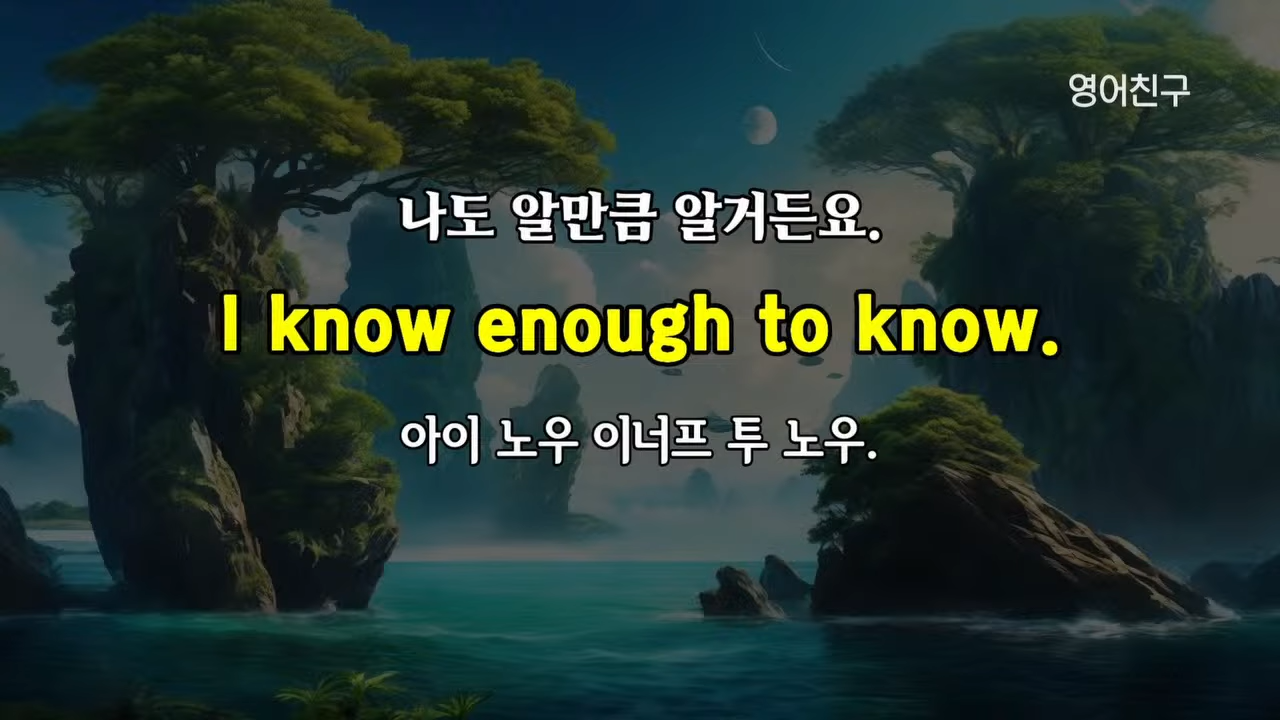 영어친구
나도 알만큼 알거든요.
I know enough to know.
아이 노우 이너프 투 노우.